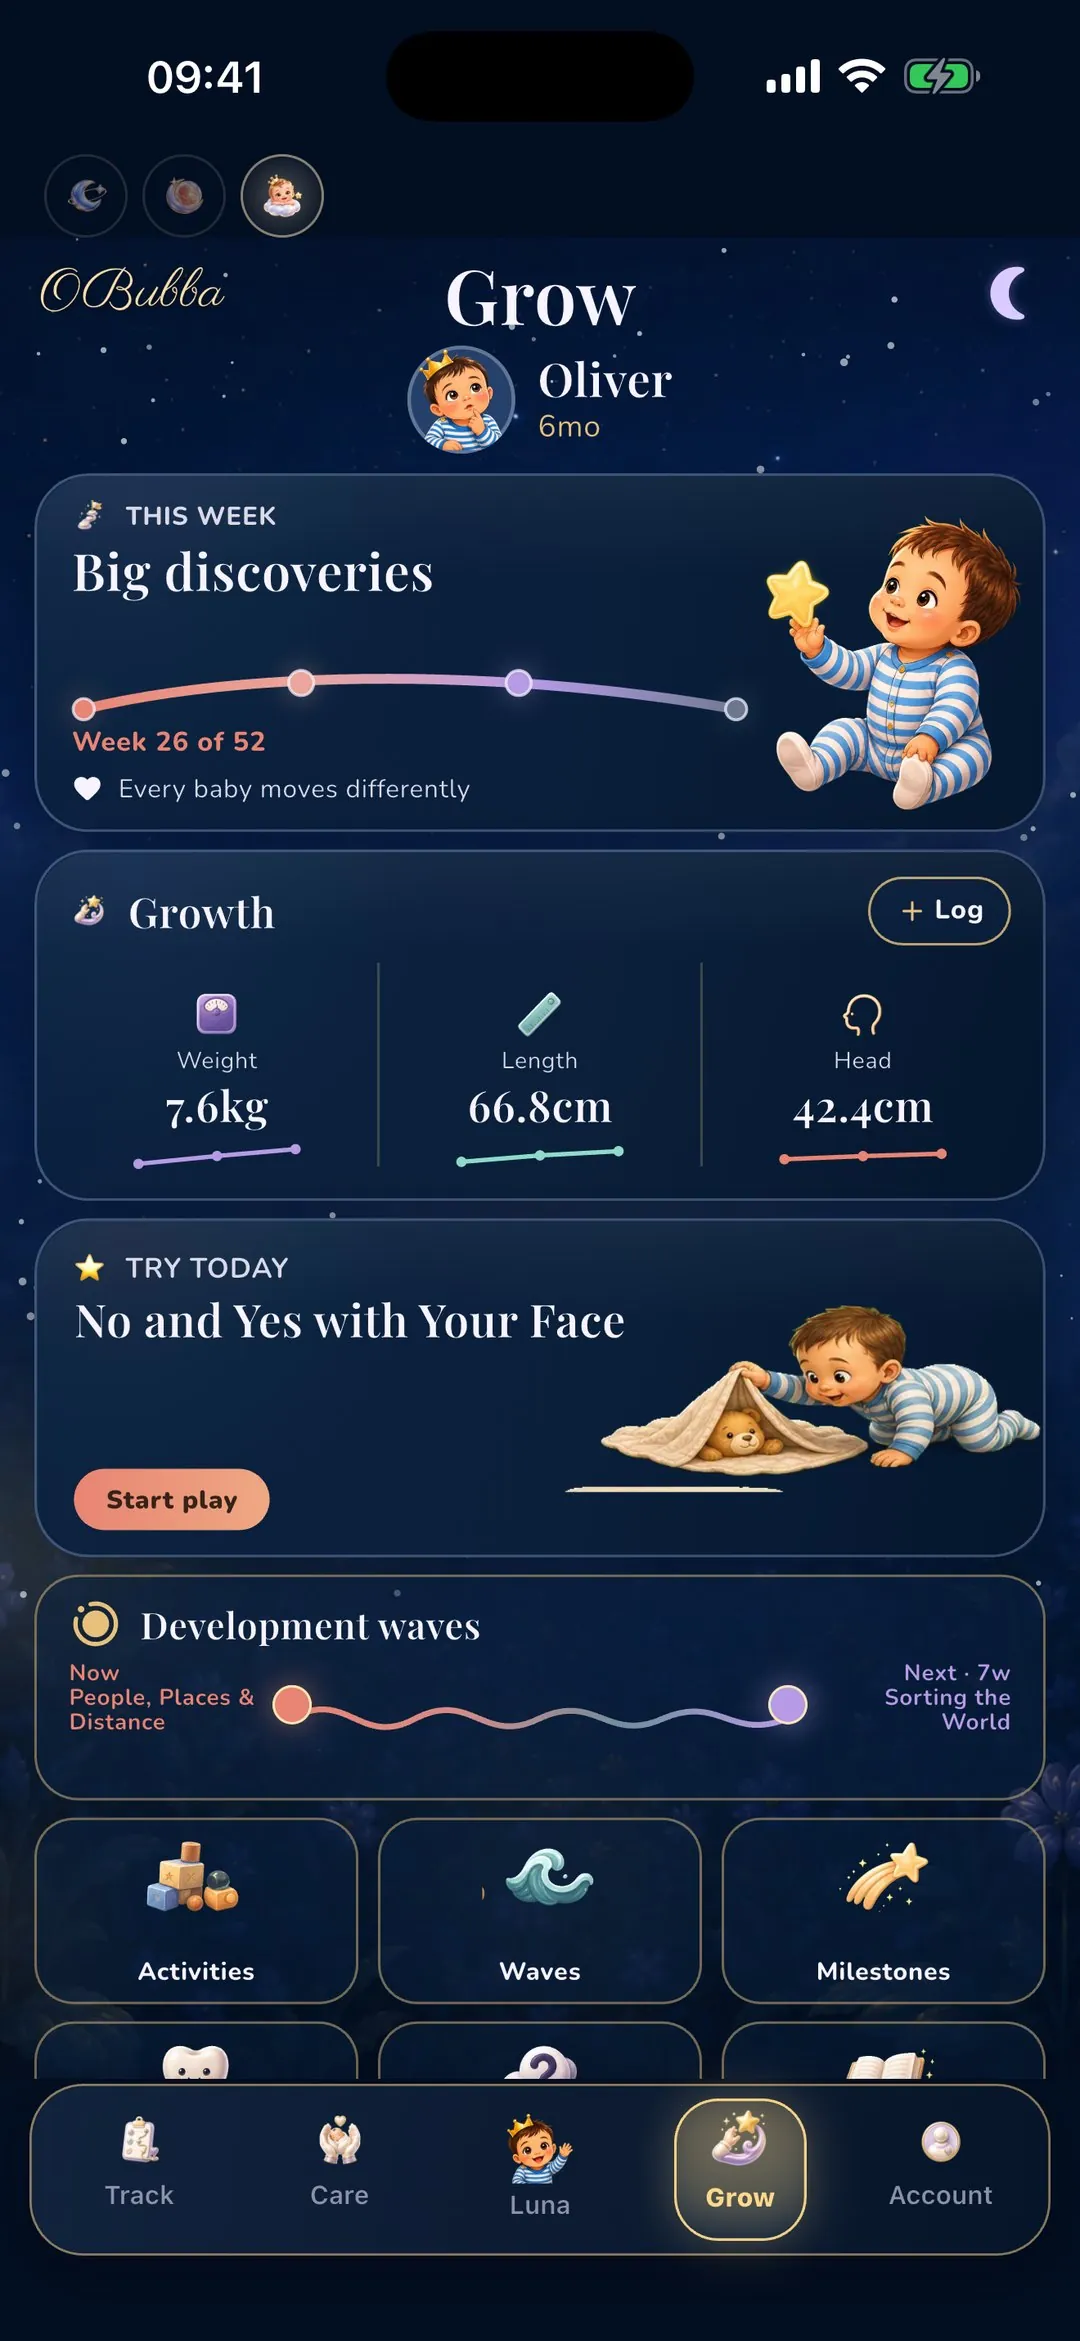 09:41
OBubba
Grow
Oliver
6mo
THIS WEEK
Big discoveries
Week 26 of 52
Every baby moves differently
Growth
+ Log
Weight
7.6kg
Length
66.8cm
Head
42.4cm
TRY TODAY
No and Yes with Your Face
Start play
Development waves
Now
People, Places &
Distance
Next · 7w
Sorting the
World
Activities
Waves
Milestones
?
Track
Care
Luna
Grow
Account